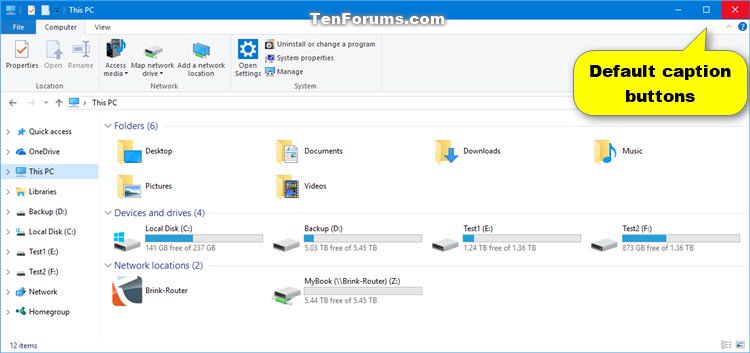 This PC
TenForums.com
File
Computer
View
Properties
Open
Rename
Access media
Map network drive
Add a network location
Open Settings
Uninstall or change a program
System properties
Manage
Location
Network
System
Default caption
buttons
This PC
Quick access
OneDrive
This PC
Libraries
Backup (D:)
Local Disk (C:)
Test1 (E:)
Test2 (F:)
Network
Homegroup
Folders (6)
Desktop
Documents
Downloads
Music
Pictures
Videos
Devices and drives (4)
Local Disk (C:)
141 GB free of 237 GB
Backup (D:)
5.03 TB free of 5.45 TB
Test1 (E:)
1.24 TB free of 1.36 TB
Test2 (F:)
873 GB free of 1.36 TB
Network locations (2)
Brink-Router
MyBook (\\Brink-Router) (Z:)
5.44 TB free of 5.45 TB
12 items